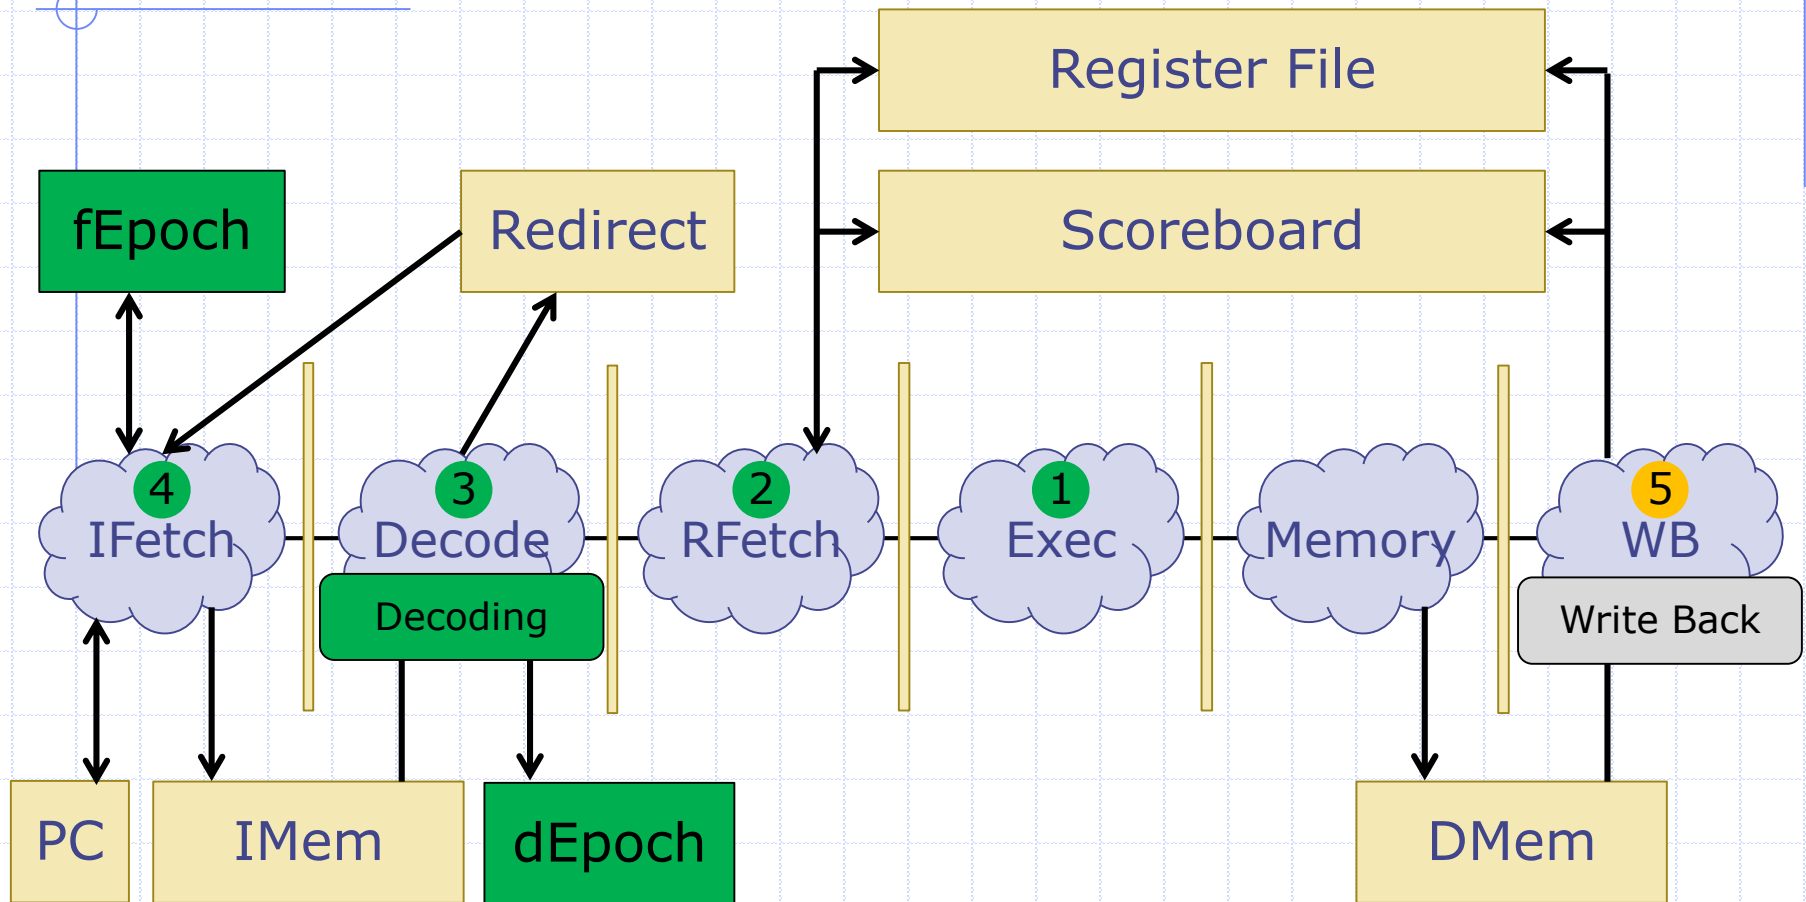 Register File
fEpoch
Redirect
Scoreboard
4
IFetch
3
Decode
2
RFetch
1
Exec
Memory
5
WB
Decoding
Write Back
PC
IMem
dEpoch
DMem